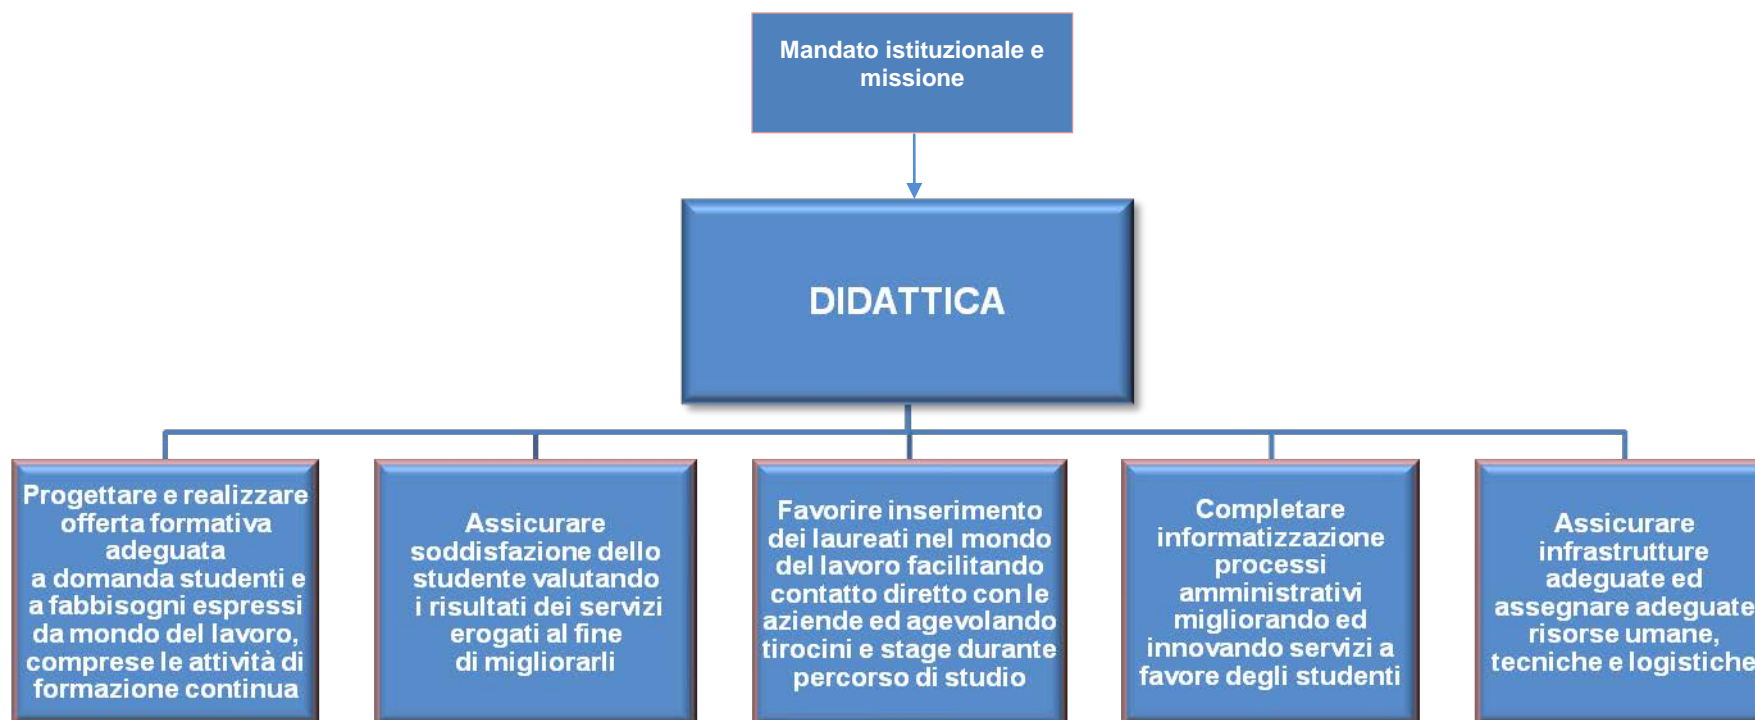 Mandato istituzionale e
missione
DIDATTICA
Progettare e realizzare
offerta formativa
adeguata
a domanda studenti e
a fabbisogni espressi
da mondo del lavoro,
comprese le attività di
formazione continua
Assicurare
soddisfazione dello
studente valutando
i risultati dei servizi
erogati al fine
di migliorarli
Favorire inserimento
dei laureati nel mondo
del lavoro facilitando
contatto diretto con le
aziende ed agevolando
tirocini e stage durante
percorso di studio
Completare
informatizzazione
processi
amministrativi
migliorando ed
innovando servizi a
favore degli studenti
Assicurare
infrastrutture
adeguate ed
assegnare adeguate
risorse umane,
tecniche e logistiche